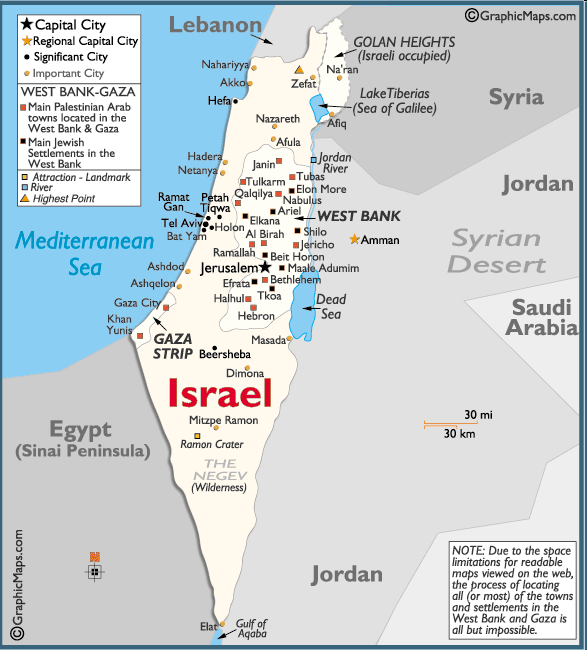 ©GraphicMaps.com
Capital City
Regional Capital City
Significant City
Important City
WEST BANK-GAZA
Main Palestinian Arab
towns located in the
West Bank & Gaza
Main Jewish
Settlements in the
West Bank
Attraction - Landmark
River
Highest Point
Lebanon
GOLAN HEIGHTS
(Israeli occupied)
Nahariyya
Akko
Zefat
Na'ran
Hefa
Lake Tiberias
(Sea of Galilee)
Syria
Nazareth
Afiq
Afula
Hadera
Netanya
Janin
Jordan
River
Tubas
Tulkarm
Elon More
Qalqilya
Nabulus
Jordan
Ramat
Gan
Petah
Tiqwa
Ariel
Elkana
WEST BANK
Tel Aviv
Holon
Bat Yam
Shilo
Al Birah
Jericho
Amman
Ramallah
Beit Horon
Mediterranean
Sea
Syrian
Desert
Ashdod
Jerusalem
Maale Adumim
Ashqelon
Efrata
Bethlehem
Tkoa
Gaza City
Halhul
Hebron
Dead
Sea
Saudi
Arabia
Khan
Yunis
GAZA
STRIP
Masada
Beersheba
Dimona
Israel
Mitzpe Ramon
30 mi
30 km
Egypt
(Sinai Peninsula)
Ramon Crater
THE
NEGEV
(Wilderness)
N
Jordan
NOTE: Due to the space
limitations for readable
maps viewed on the web,
the process of locating
all (or most) of the towns
and settlements in the
West Bank and Gaza is
all but impossible.
Elat
Gulf of
Aqaba
©GraphicMaps.com